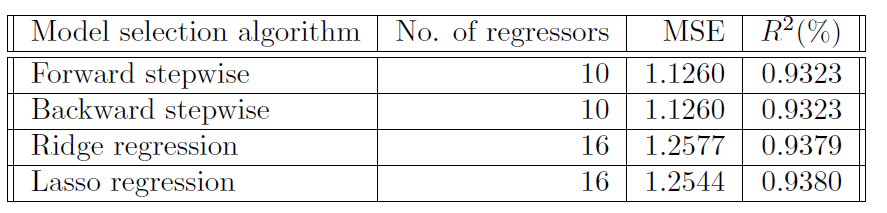 Model selection algorithm No. of regressors MSE R²(%)
Forward stepwise 10 1.1260 0.9323
Backward stepwise 10 1.1260 0.9323
Ridge regression 16 1.2577 0.9379
Lasso regression 16 1.2544 0.9380